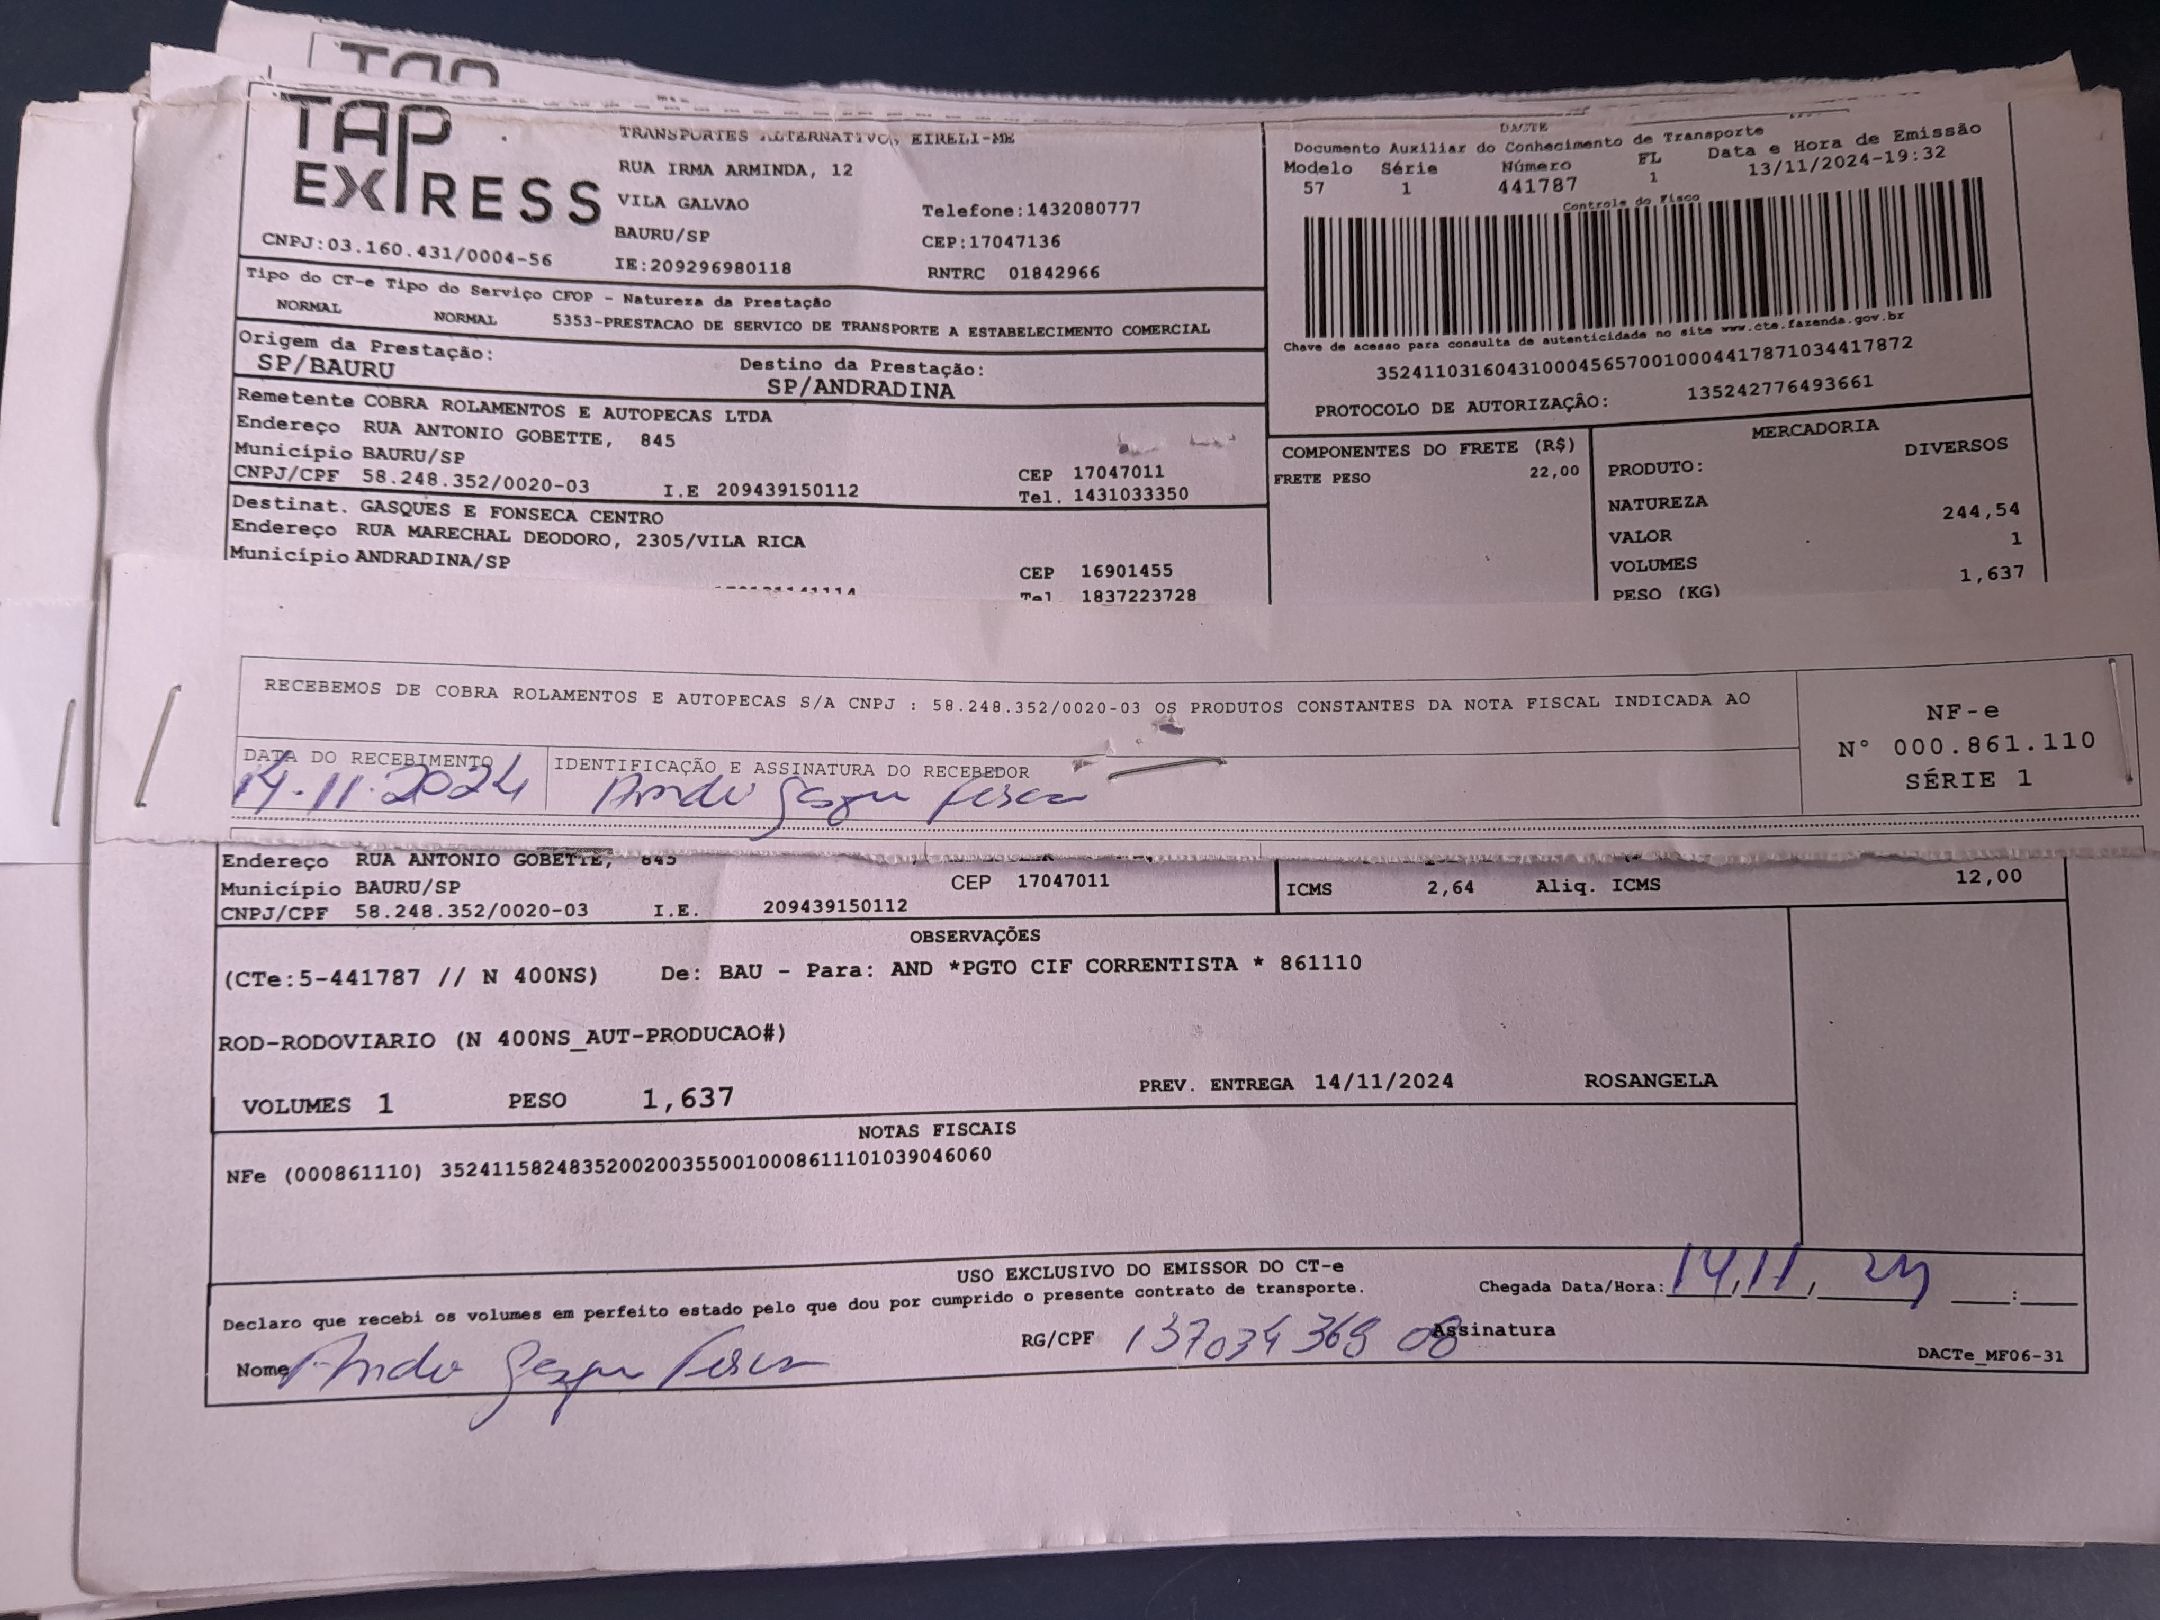 TAP
TAP EXPRESS
TRANSPORTES ALTERNATIVO, EIRELI-ME
RUA IRMA ARMINDA, 12
VILA GALVAO
Telefone:1432080777
BAURU/SP
CEP:17047136
CNPJ:03.160.431/0004-56
IE:209296980118
RNTRC 01842966
DACTE
Documento Auxiliar do Conhecimento de Transporte
Modelo Série Número FL Data e Hora de Emissão
57 1 441787 1 13/11/2024-19:32
Controle do Fisco
Chave de acesso para consulta de autenticidade no site www.cte.fazenda.gov.br
35241103160431000456570010004417871034417872
PROTOCOLO DE AUTORIZAÇÃO: 135242776493661
Tipo do CT-e Tipo do Serviço CFOP - Natureza da Prestação
NORMAL NORMAL 5353-PRESTACAO DE SERVICO DE TRANSPORTE A ESTABELECIMENTO COMERCIAL
Origem da Prestação: Destino da Prestação:
SP/BAURU SP/ANDRADINA
Remetente COBRA ROLAMENTOS E AUTOPECAS LTDA
Endereço RUA ANTONIO GOBETTE, 845
Município BAURU/SP CEP 17047011
CNPJ/CPF 58.248.352/0020-03 I.E 209439150112 Tel. 1431033350
Destinat. GASQUES E FONSECA CENTRO
Endereço RUA MARECHAL DEODORO, 2305/VILA RICA
Município ANDRADINA/SP CEP 16901455
Tel 1837223728
COMPONENTES DO FRETE (R$)
FRETE PESO 22,00
MERCADORIA
PRODUTO: DIVERSOS
NATUREZA
VALOR 244,54
VOLUMES 1
PESO (KG) 1,637
RECEBEMOS DE COBRA ROLAMENTOS E AUTOPECAS S/A CNPJ : 58.248.352/0020-03 OS PRODUTOS CONSTANTES DA NOTA FISCAL INDICADA AO
DATA DO RECEBIMENTO
14.11.2024
IDENTIFICAÇÃO E ASSINATURA DO RECEBEDOR
NF-e
N° 000.861.110
SÉRIE 1
Endereço RUA ANTONIO GOBETTE, 845
Município BAURU/SP CEP 17047011
CNPJ/CPF 58.248.352/0020-03 I.E. 209439150112
ICMS 2,64 Aliq. ICMS 12,00
OBSERVAÇÕES
(CTe:5-441787 // N 400NS) De: BAU - Para: AND *PGTO CIF CORRENTISTA * 861110
ROD-RODOVIARIO (N 400NS_AUT-PRODUCAO#)
VOLUMES 1 PESO 1,637 PREV. ENTREGA 14/11/2024 ROSANGELA
NOTAS FISCAIS
NFe (000861110) 35241158248352002003550010008611101039046060
USO EXCLUSIVO DO EMISSOR DO CT-e
Declaro que recebi os volumes em perfeito estado pelo que dou por cumprido o presente contrato de transporte.
Chegada Data/Hora: 14, 11, 24 :
Nome
RG/CPF 137034369 08 Assinatura
DACTe_MF06-31